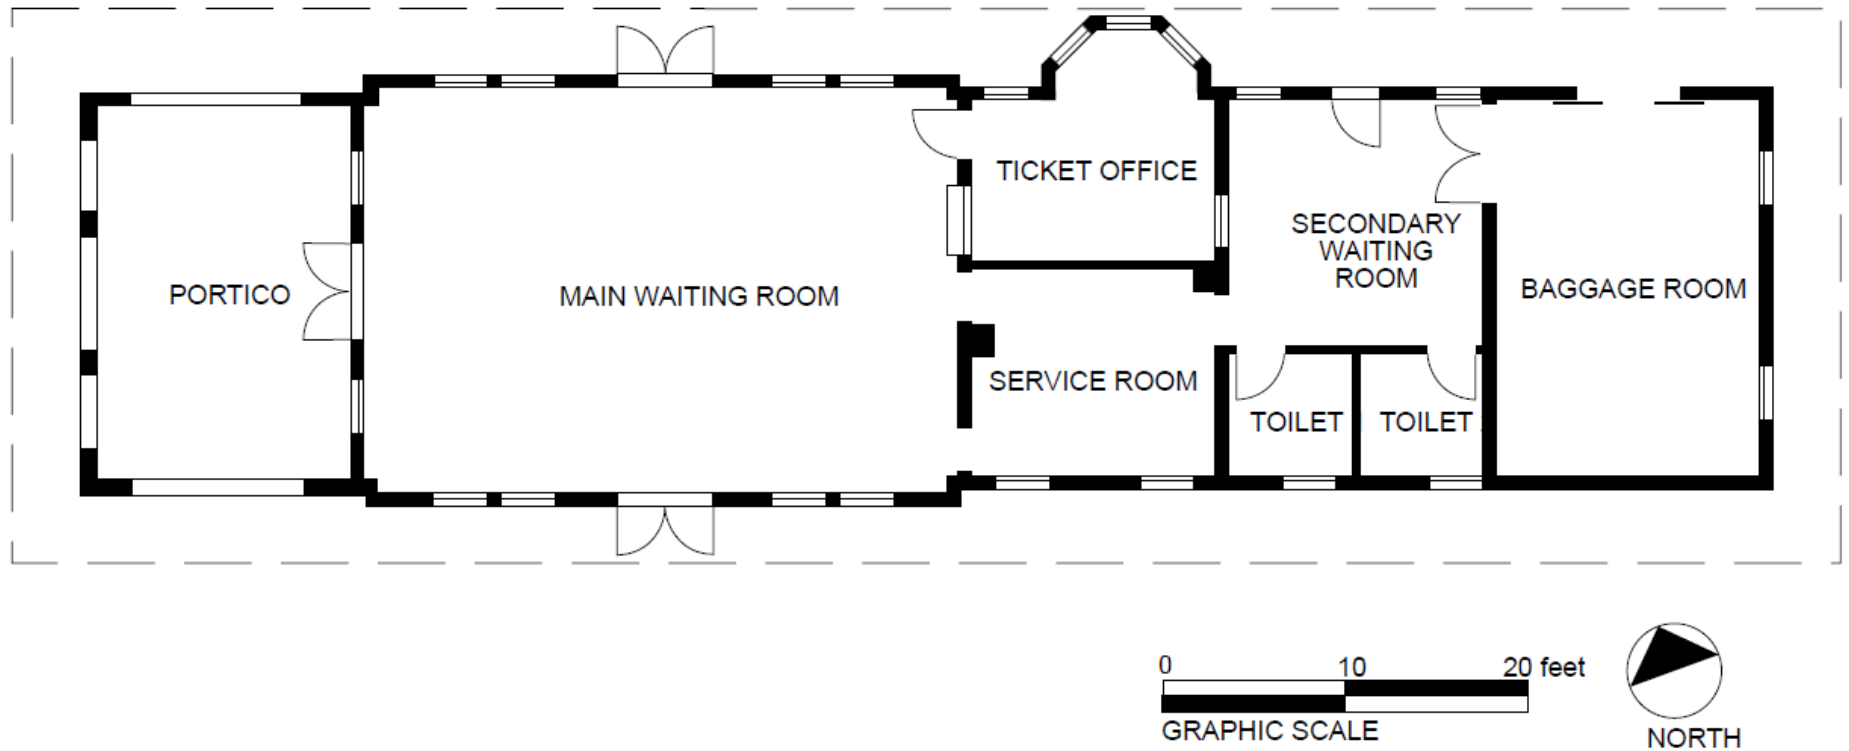 TICKET OFFICE
SECONDARY
WAITING
ROOM
PORTICO
MAIN WAITING ROOM
BAGGAGE ROOM
SERVICE ROOM
TOILET
TOILET
0 10 20 feet
GRAPHIC SCALE
NORTH